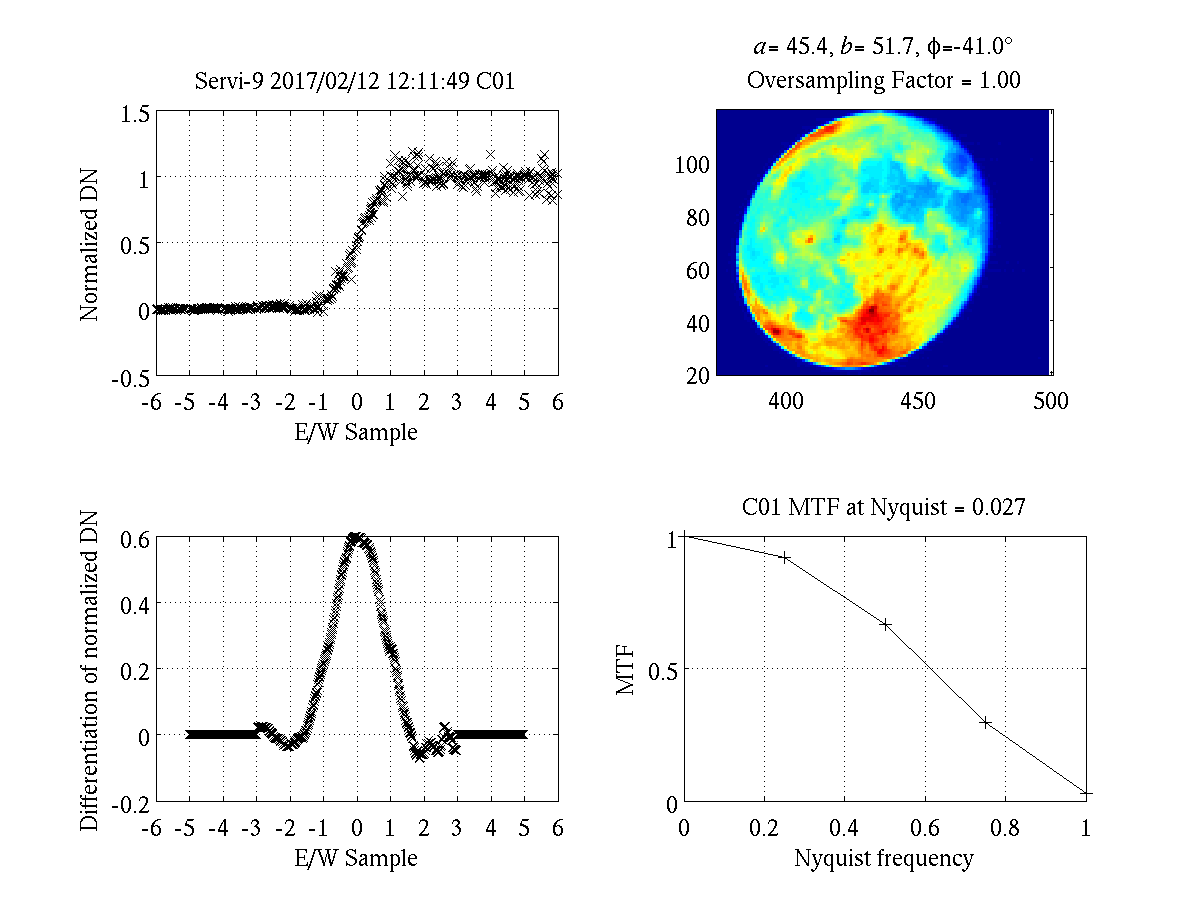 Servi-9 2017/02/12 12:11:49 C01
Normalized DN
1.5
1
0.5
0
-0.5
-6 -5 -4 -3 -2 -1 0 1 2 3 4 5 6
E/W Sample
a= 45.4, b= 51.7, ϕ=-41.0°
Oversampling Factor = 1.00
100
80
60
40
20
400 450 500
Differentiation of normalized DN
0.6
0.4
0.2
0
-0.2
-6 -5 -4 -3 -2 -1 0 1 2 3 4 5 6
E/W Sample
C01 MTF at Nyquist = 0.027
MTF
1
0.5
0
0 0.2 0.4 0.6 0.8 1
Nyquist frequency